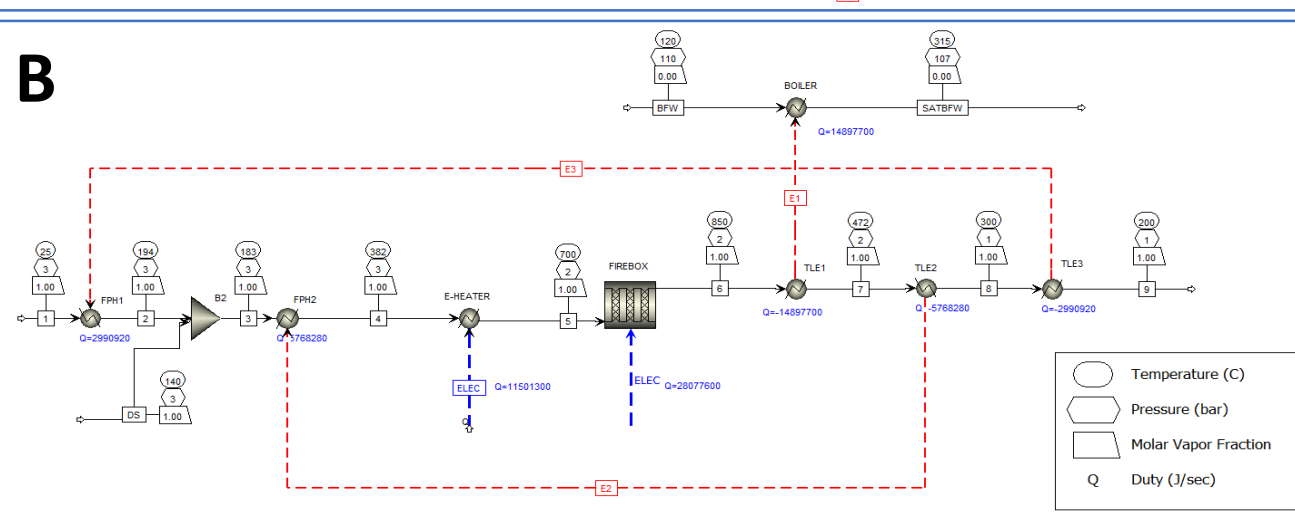 B
120
110
0.00
BFW
BOILER
Q=14897700
315
107
0.00
SATBFW
E3
E1
25
3
1.00
1
FPH1
Q=2990920
194
3
1.00
2
B2
183
3
1.00
3
FPH2
5768280
382
3
1.00
4
E-HEATER
ELEC
Q=11501300
Q
700
2
1.00
5
FIREBOX
ELEC
Q=28077600
850
2
1.00
6
TLE1
Q=-14897700
472
2
1.00
7
TLE2
Q
-5768280
300
1
1.00
8
TLE3
Q=-2990920
200
1
1.00
9
140
3
1.00
DS
E2
Temperature (C)
Pressure (bar)
Molar Vapor Fraction
Q Duty (J/sec)